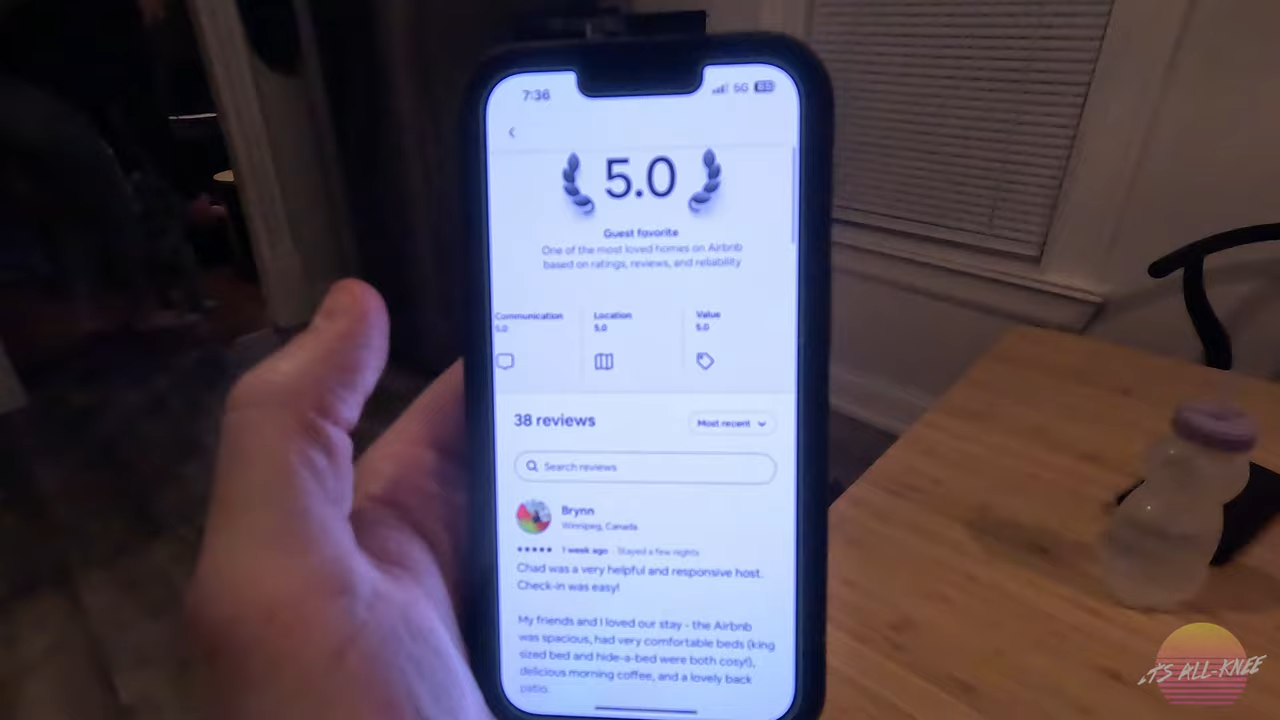 7:36
5G
5.0
Guest favorite
One of the most loved homes on Airbnb
based on ratings, reviews, and reliability
Communication
5.0
Location
5.0
Value
5.0
38 reviews
Most recent
Search reviews
Brynn
Winnipeg, Canada
1 week ago · Stayed a few nights
Chad was a very helpful and responsive host.
Check-in was easy!
My friends and I loved our stay - the Airbnb
was spacious, had very comfortable beds (king
sized bed and hide-a-bed were both cosy!),
delicious morning coffee, and a lovely back
patio.
IT'S ALL-KNEE